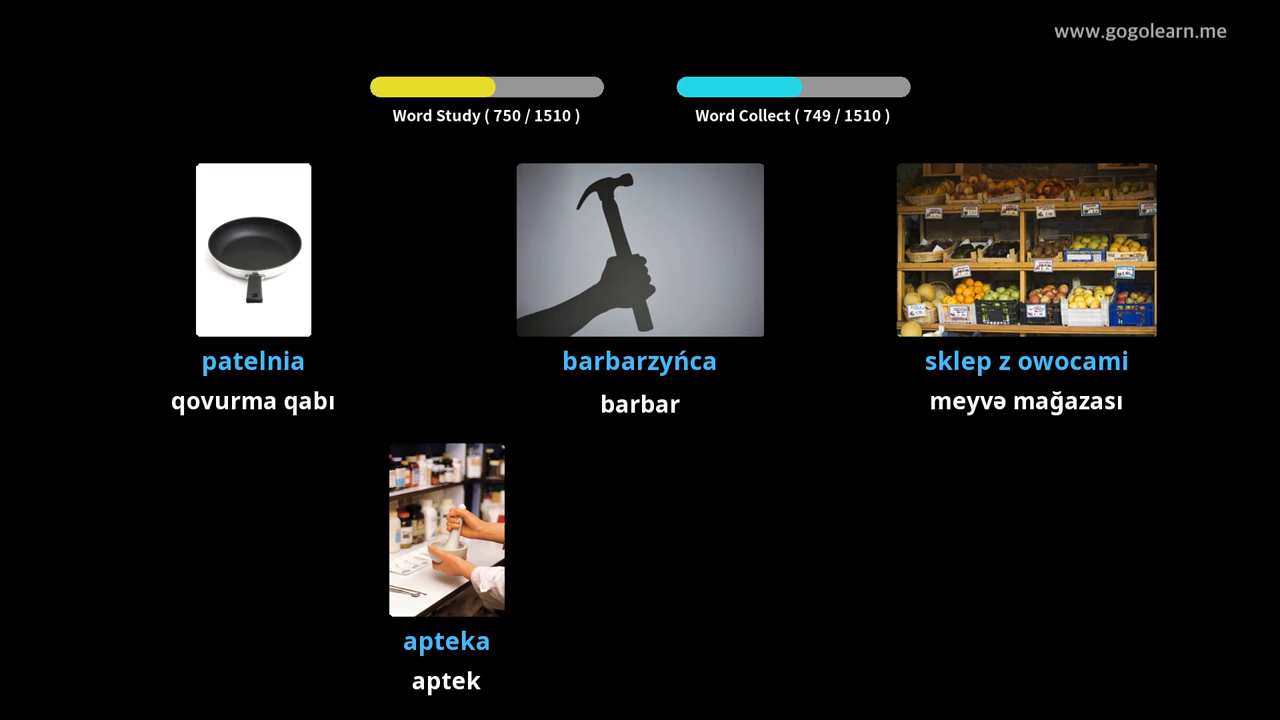 www.gogolearn.me
Word Study ( 750 / 1510 )
Word Collect ( 749 / 1510 )
patelnia
qovurma qabı
barbarzyńca
barbar
sklep z owocami
meyvə mağazası
apteka
aptek